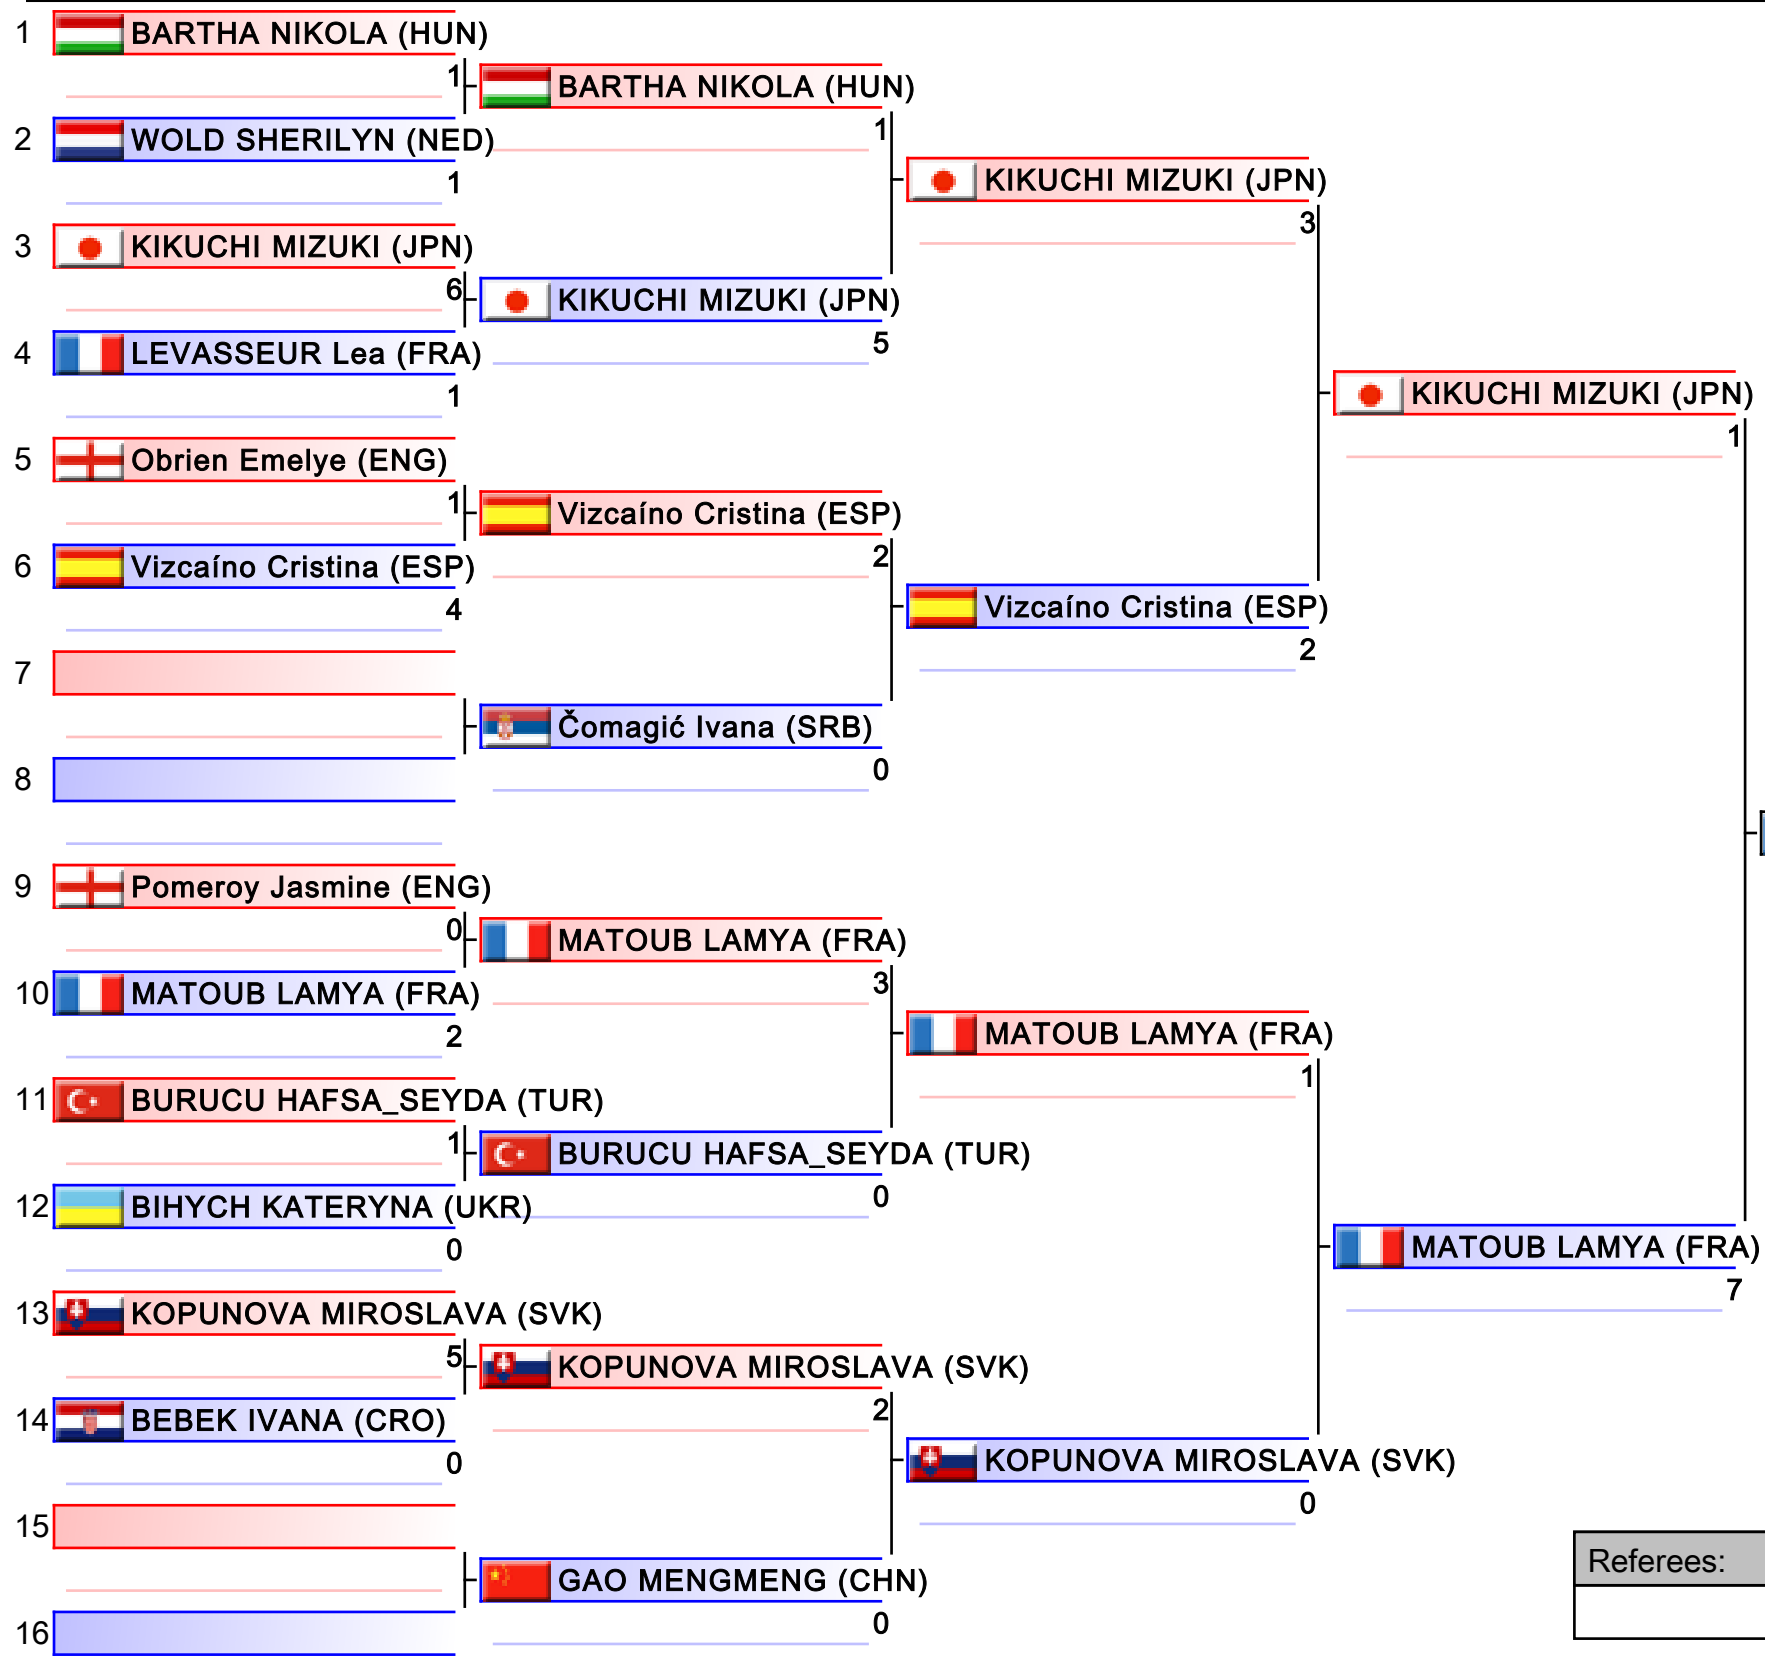 1 BARTHA NIKOLA (HUN)
1
BARTHA NIKOLA (HUN)
1
2 WOLD SHERILYN (NED)
1
KIKUCHI MIZUKI (JPN)
3
3 KIKUCHI MIZUKI (JPN)
6
KIKUCHI MIZUKI (JPN)
5
4 LEVASSEUR Lea (FRA)
1
KIKUCHI MIZUKI (JPN)
1
5 Obrien Emelye (ENG)
1
Vizcaíno Cristina (ESP)
2
6 Vizcaíno Cristina (ESP)
4
Vizcaíno Cristina (ESP)
2
7
Čomagić Ivana (SRB)
0
8
9 Pomeroy Jasmine (ENG)
0
MATOUB LAMYA (FRA)
3
10 MATOUB LAMYA (FRA)
2
MATOUB LAMYA (FRA)
1
11 BURUCU HAFSA_SEYDA (TUR)
1
BURUCU HAFSA_SEYDA (TUR)
0
12 BIHYCH KATERYNA (UKR)
0
MATOUB LAMYA (FRA)
7
13 KOPUNOVA MIROSLAVA (SVK)
5
KOPUNOVA MIROSLAVA (SVK)
2
14 BEBEK IVANA (CRO)
0
KOPUNOVA MIROSLAVA (SVK)
0
15
GAO MENGMENG (CHN)
0
16
Referees: